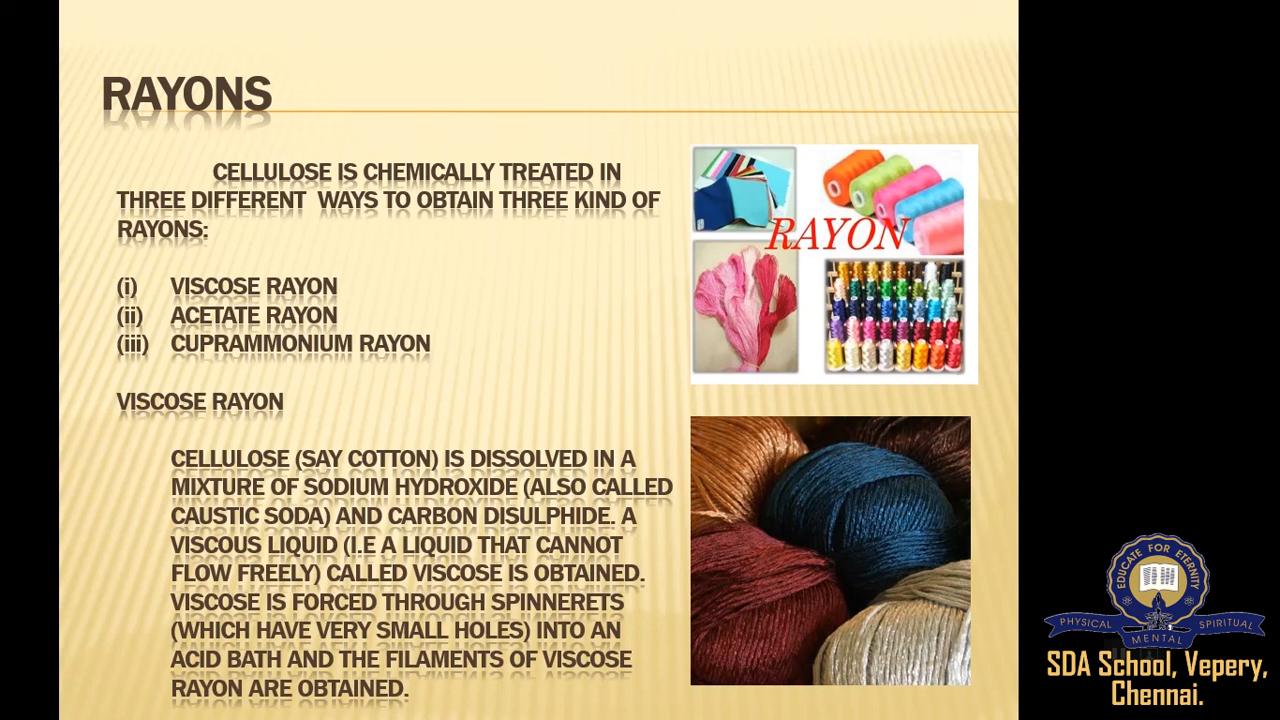 RAYONS
CELLULOSE IS CHEMICALLY TREATED IN
THREE DIFFERENT WAYS TO OBTAIN THREE KIND OF
RAYONS:
(i) VISCOSE RAYON
(ii) ACETATE RAYON
(iii) CUPRAMMONIUM RAYON
VISCOSE RAYON
CELLULOSE (SAY COTTON) IS DISSOLVED IN A
MIXTURE OF SODIUM HYDROXIDE (ALSO CALLED
CAUSTIC SODA) AND CARBON DISULPHIDE. A
VISCOUS LIQUID (I.E A LIQUID THAT CANNOT
FLOW FREELY) CALLED VISCOSE IS OBTAINED.
VISCOSE IS FORCED THROUGH SPINNERETS
(WHICH HAVE VERY SMALL HOLES) INTO AN
ACID BATH AND THE FILAMENTS OF VISCOSE
RAYON ARE OBTAINED.
RAYON
EDUCATE FOR ETERNITY
PHYSICAL MENTAL SPIRITUAL
SDA School, Vepery,
Chennai.